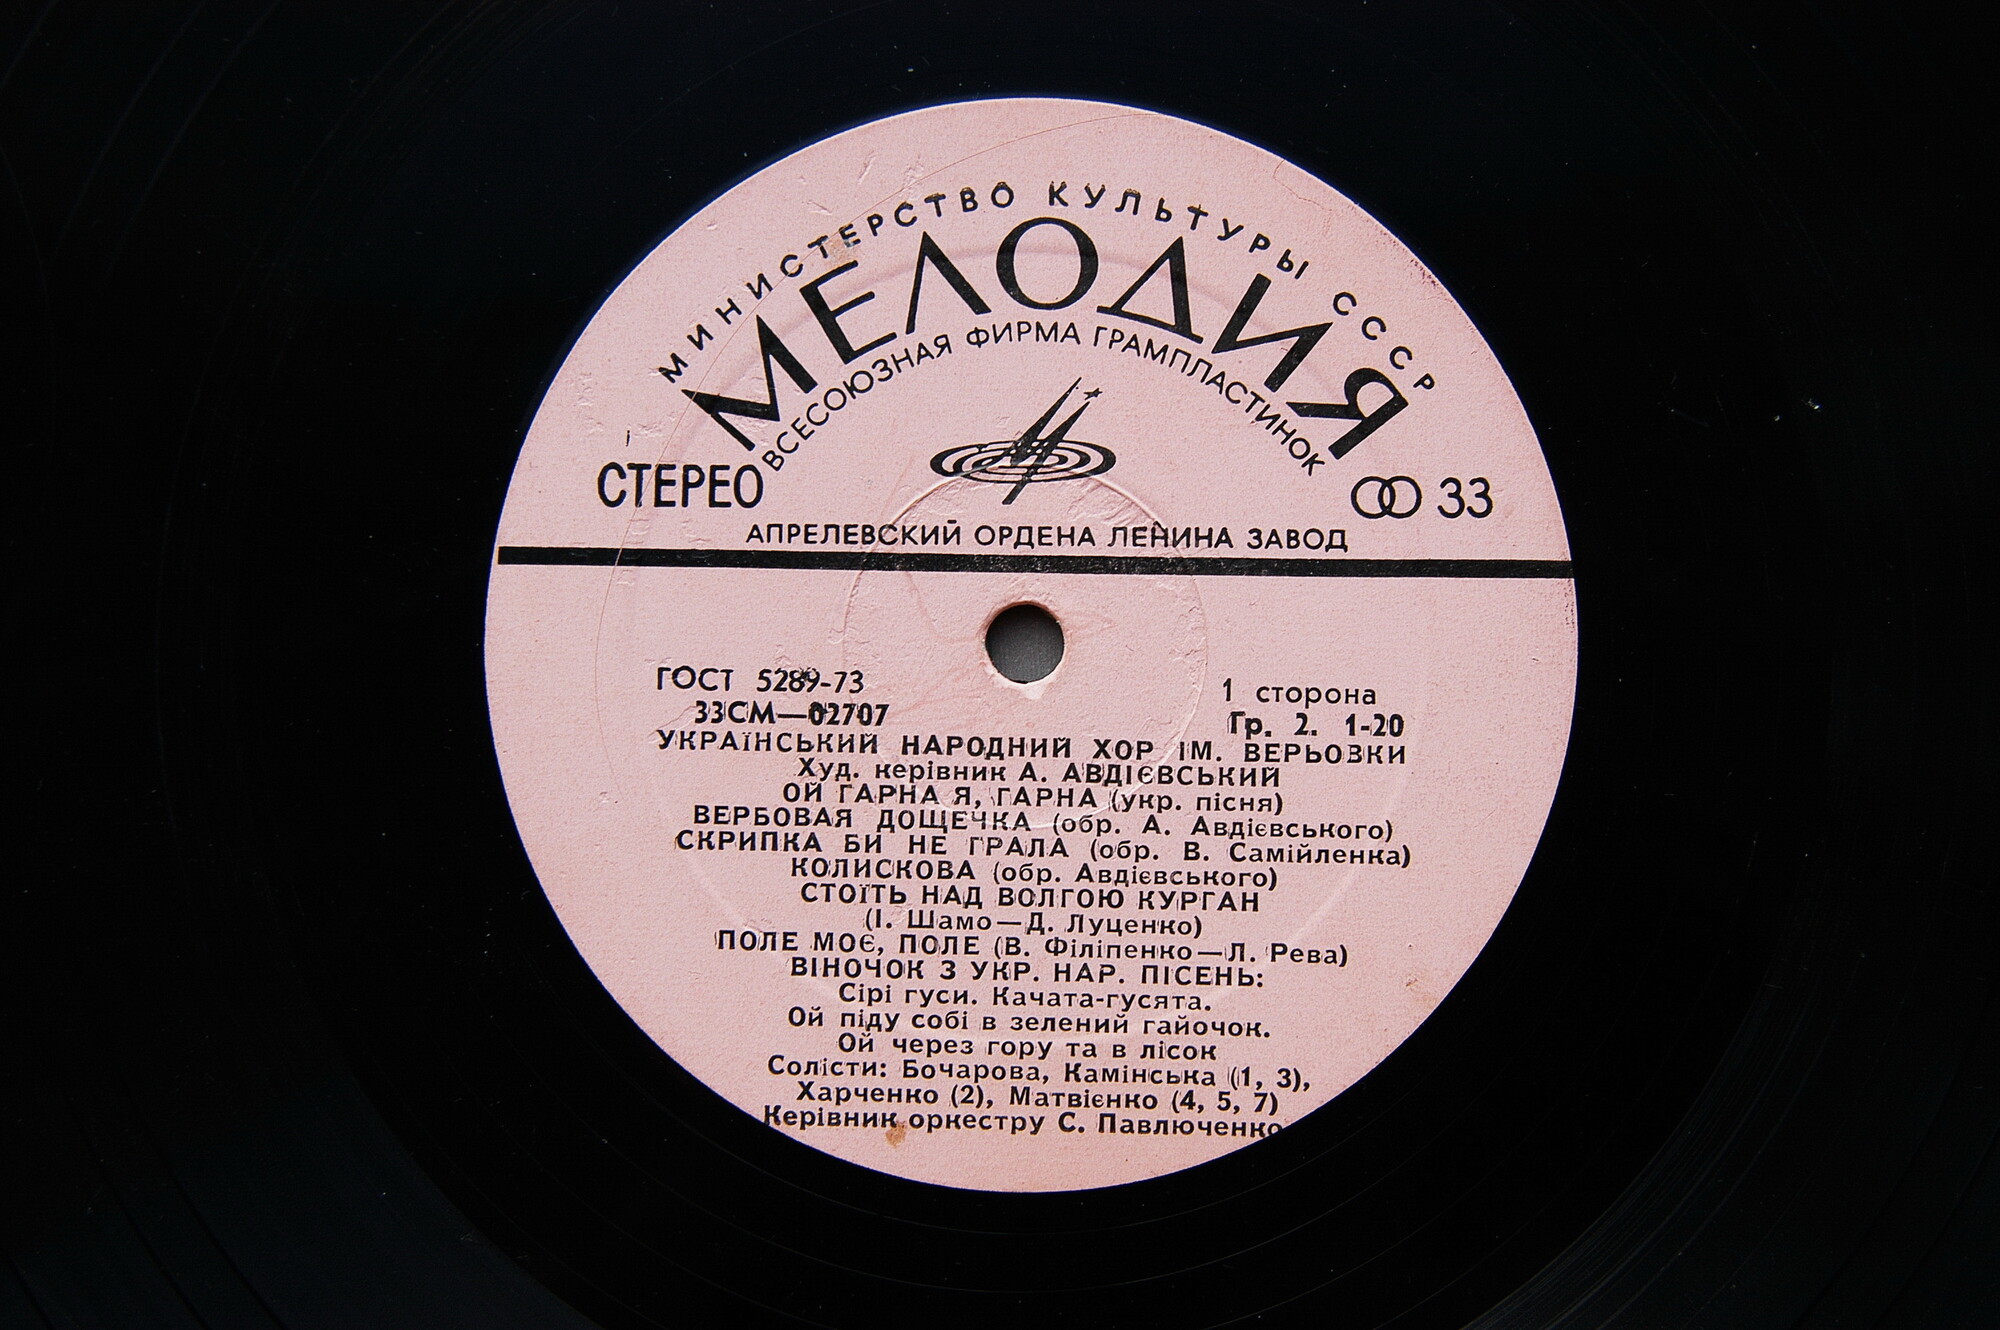 МИНИСТЕРСТВО КУЛЬТУРЫ СССР
МЕЛОДИЯ
ВСЕСОЮЗНАЯ ФИРМА ГРАМПЛАСТИНОК
СТЕРЕО
33
АПРЕЛЕВСКИЙ ОРДЕНА ЛЕНИНА ЗАВОД
ГОСТ 5289-73
1 сторона
33СМ—02707
Гр. 2. 1-20
УКРАЇНСЬКИЙ НАРОДНИЙ ХОР ІМ. ВЕРЬОВКИ
Худ. керівник А. АВДІЄВСЬКИЙ
ОЙ ГАРНА Я, ГАРНА (укр. пісня)
ВЕРБОВАЯ ДОЩЕЧКА (обр. А. Авдієвського)
СКРИПКА БИ НЕ ГРАЛА (обр. В. Самійленка)
КОЛИСКОВА (обр. Авдієвського)
СТОЇТЬ НАД ВОЛГОЮ КУРГАН
(І. Шамо—Д. Луценко)
ПОЛЕ МОЄ, ПОЛЕ (В. Філіпенко—Л. Рева)
ВІНОЧОК З УКР. НАР. ПІСЕНЬ:
Сірі гуси. Качата-гусята.
Ой піду собі в зелений гайочок.
Ой через гору та в лісок
Солісти: Бочарова, Камінська (1, 3),
Харченко (2), Матвієнко (4, 5, 7)
Керівник оркестру С. Павлюченко